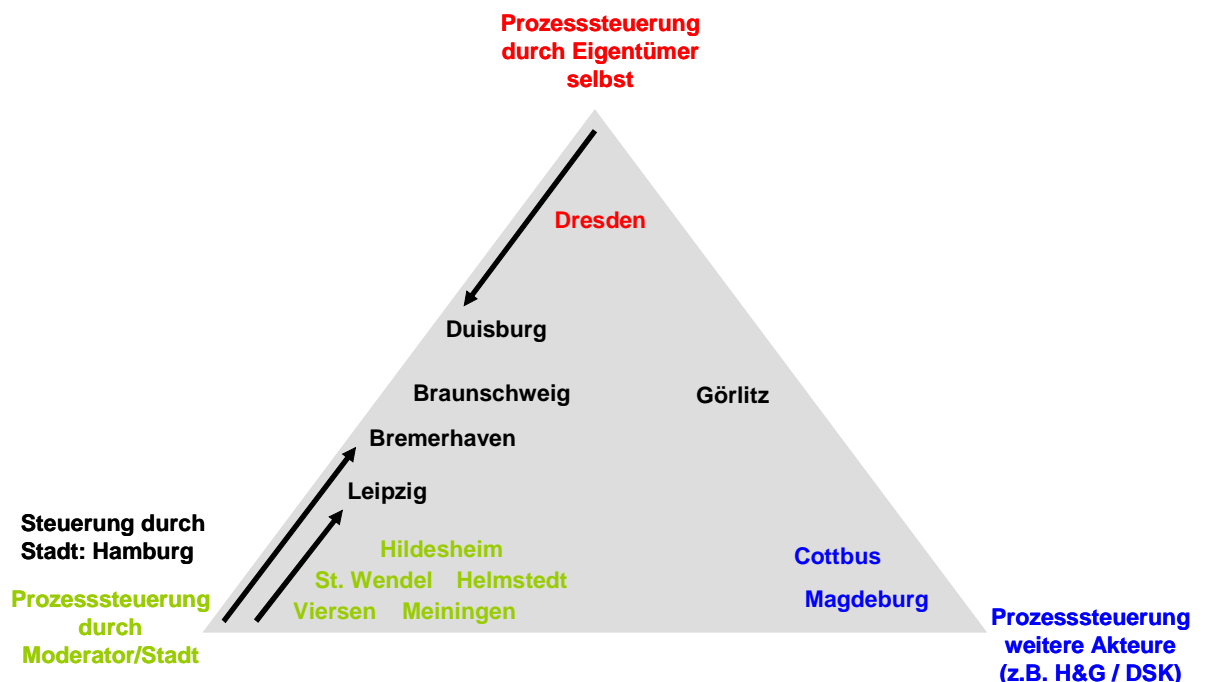 Prozesssteuerung
durch Eigentümer
selbst
Dresden
Duisburg
Braunschweig
Görlitz
Bremerhaven
Leipzig
Steuerung durch
Stadt: Hamburg
Hildesheim
Cottbus
St. Wendel Helmstedt
Viersen Meiningen
Magdeburg
Prozesssteuerung
durch
Moderator/Stadt
Prozesssteuerung
weitere Akteure
(z.B. H&G / DSK)